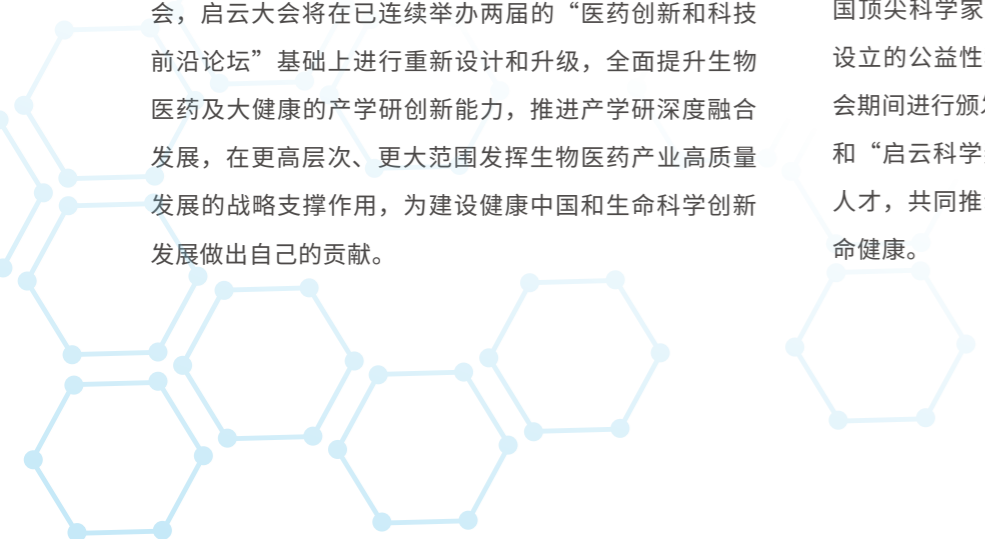 会，启云大会将在已连续举办两届的“医药创新和科技
前沿论坛”基础上进行重新设计和升级，全面提升生物
医药及大健康的产学研创新能力，推进产学研深度融合
发展，在更高层次、更大范围发挥生物医药产业高质量
发展的战略支撑作用，为建设健康中国和生命科学创新
发展做出自己的贡献。
国顶尖科学家
设立的公益性
会期间进行颁
和“启云科学
人才，共同推
命健康。